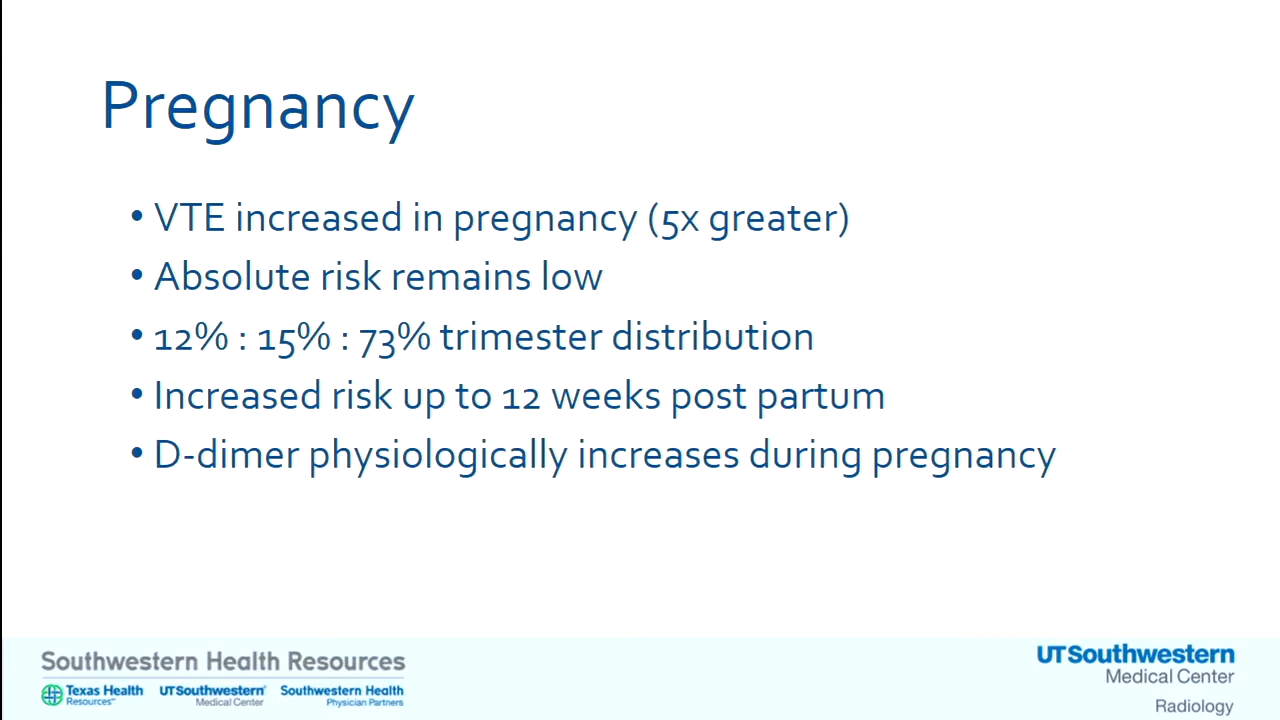 Pregnancy
• VTE increased in pregnancy (5x greater)
• Absolute risk remains low
• 12% : 15% : 73% trimester distribution
• Increased risk up to 12 weeks post partum
• D-dimer physiologically increases during pregnancy
Southwestern Health Resources
Texas Health Resources
UTSouthwestern Medical Center
Southwestern Health Physician Partners
UTSouthwestern
Medical Center
Radiology